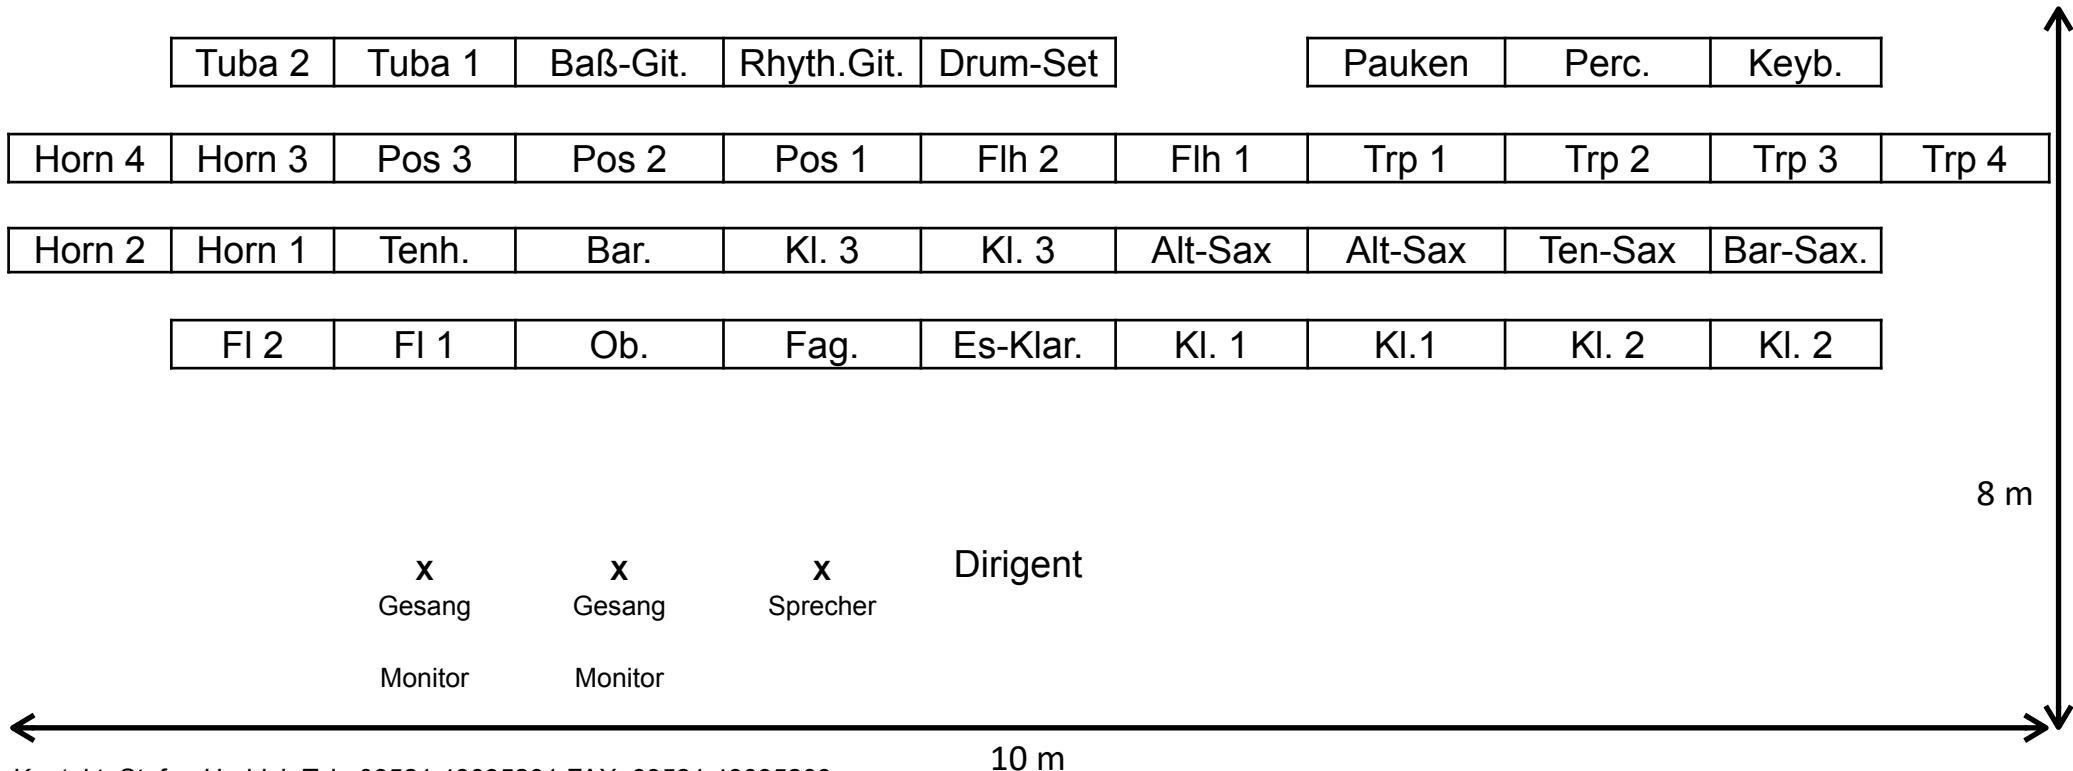 Tuba 2 Tuba 1 Baß-Git. Rhyth.Git. Drum-Set Pauken Perc. Keyb.
Horn 4 Horn 3 Pos 3 Pos 2 Pos 1 Flh 2 Flh 1 Trp 1 Trp 2 Trp 3 Trp 4
Horn 2 Horn 1 Tenh. Bar. Kl. 3 Kl. 3 Alt-Sax Alt-Sax Ten-Sax Bar-Sax.
Fl 2 Fl 1 Ob. Fag. Es-Klar. Kl. 1 Kl.1 Kl. 2 Kl. 2
8 m
x x x Dirigent
Gesang Gesang Sprecher
Monitor Monitor
10 m